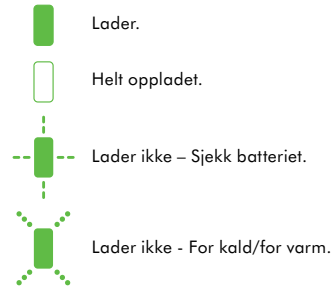 Lader.
Helt oppladet.
Lader ikke – Sjekk batteriet.
Lader ikke - For kald/for varm.